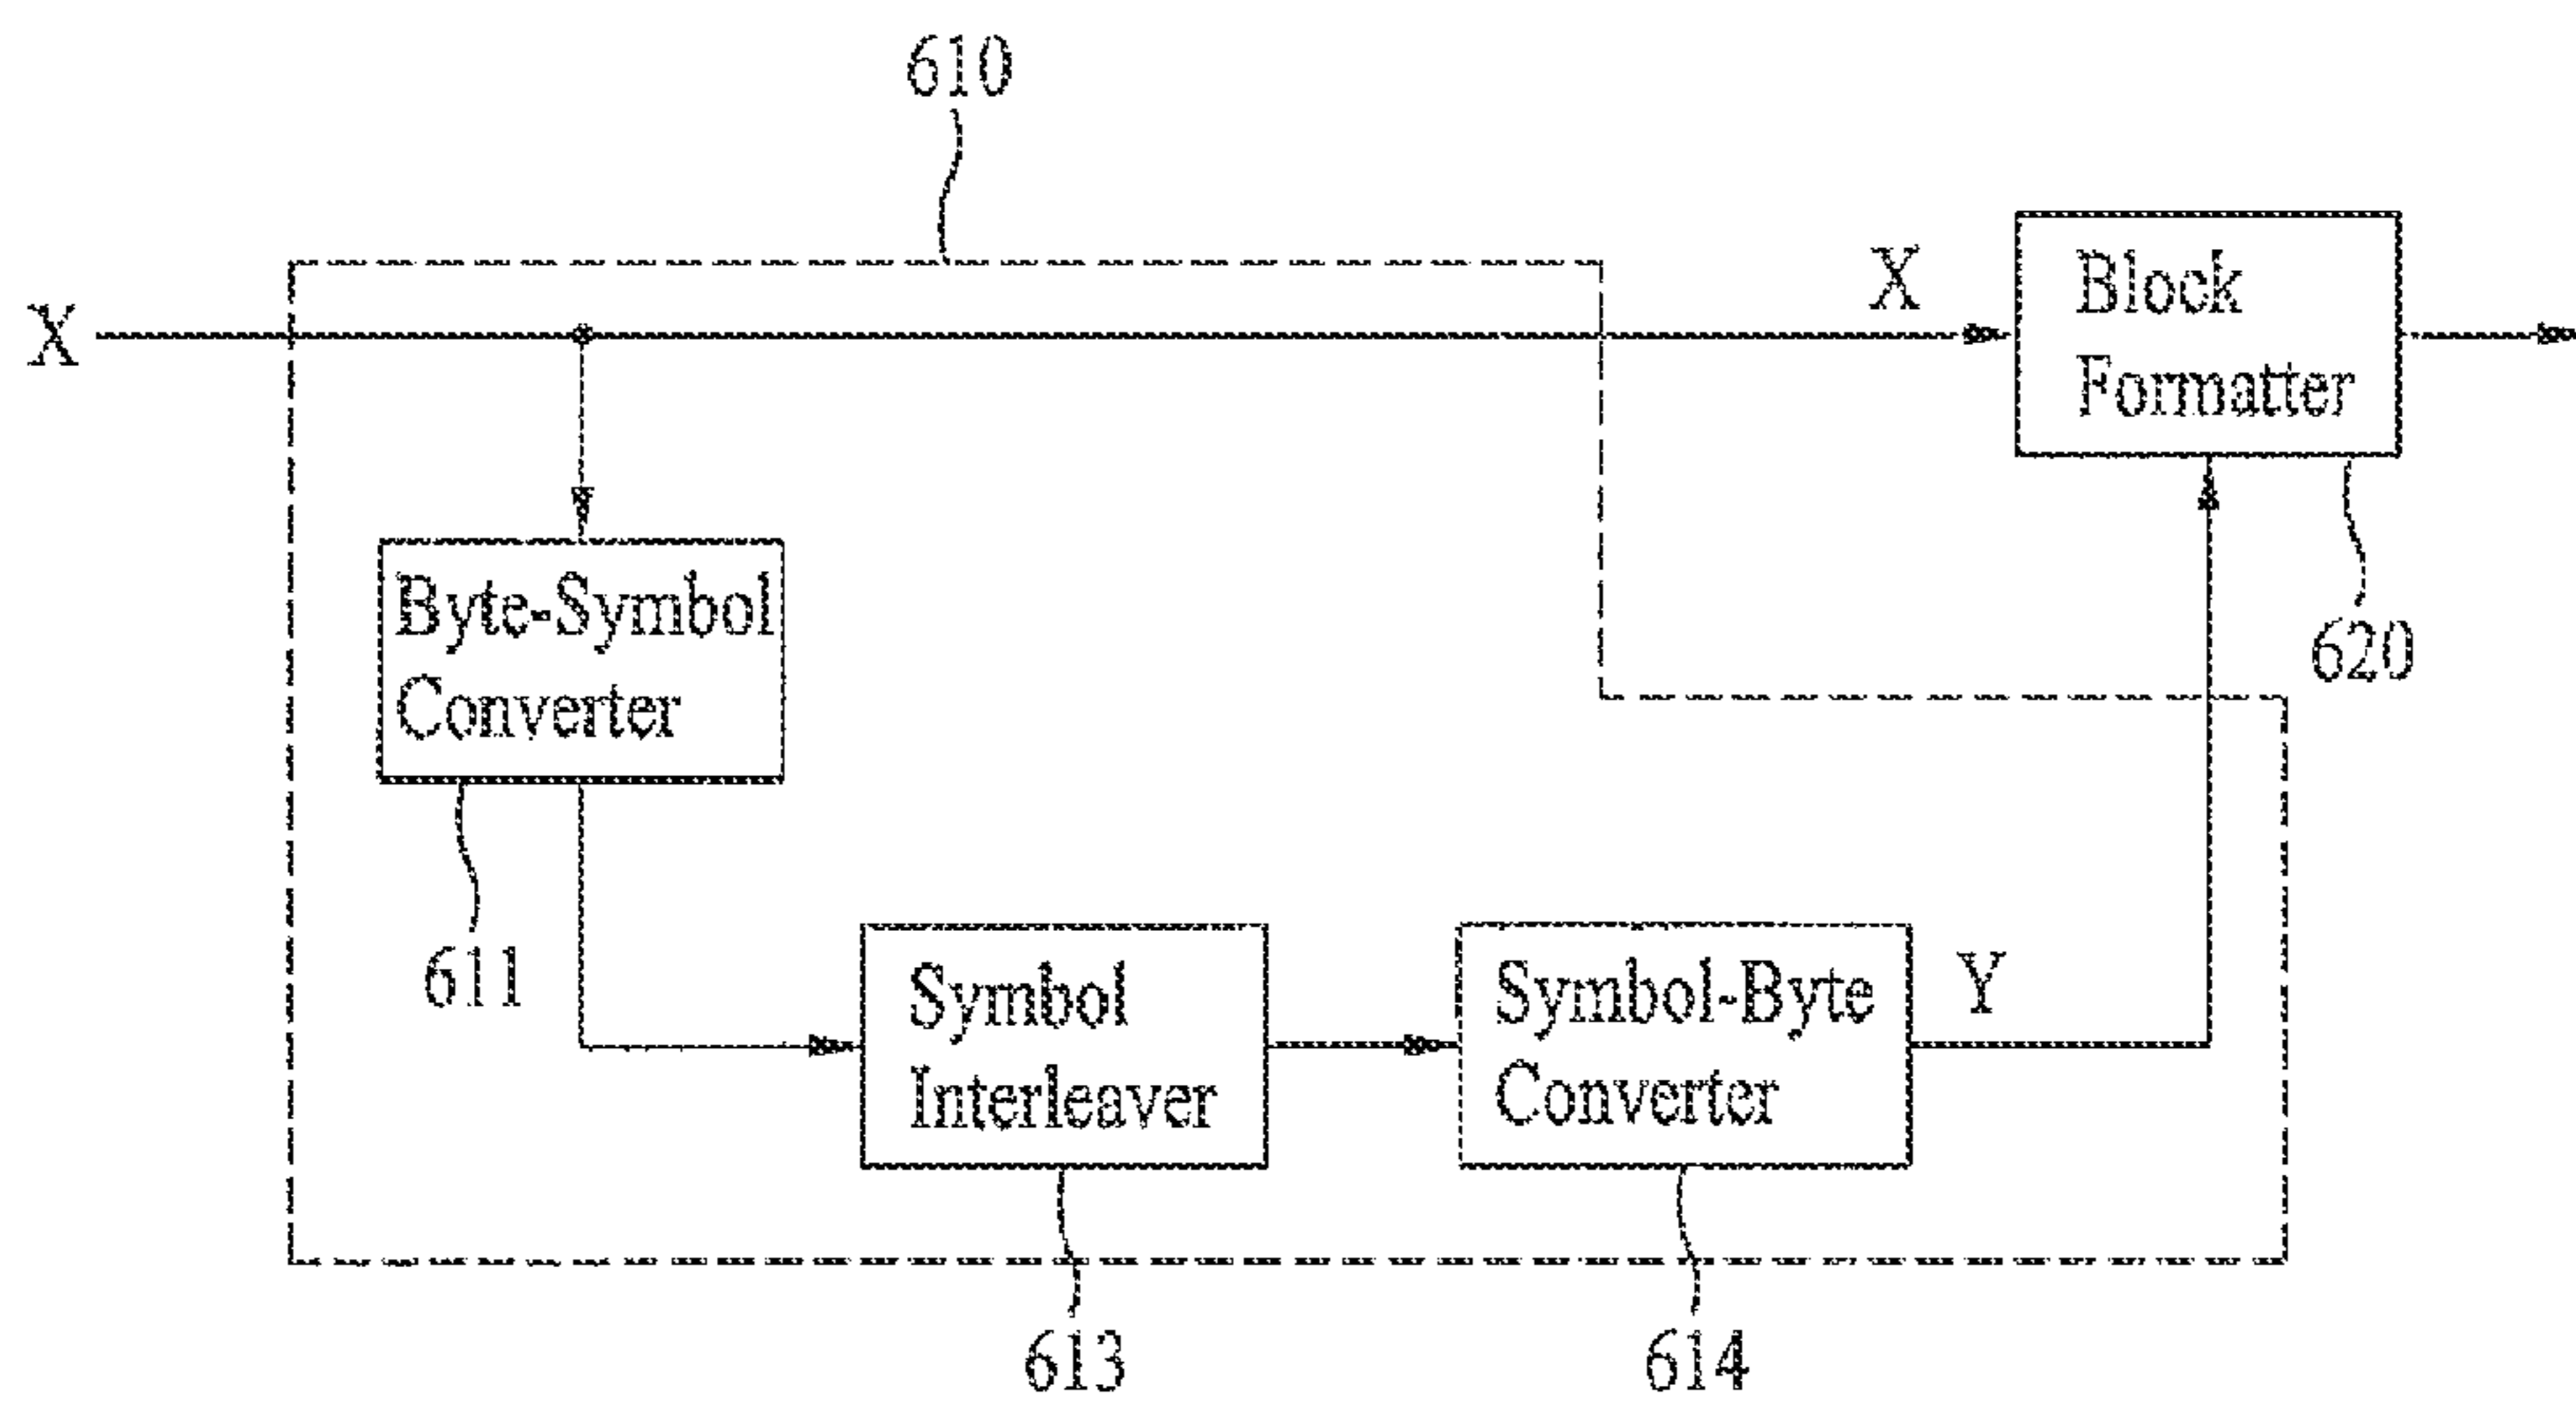 610
X
X
Block
Formatter
620
Byte-Symbol
Converter
611
Symbol
Interleaver
613
Symbol-Byte
Converter
614
Y